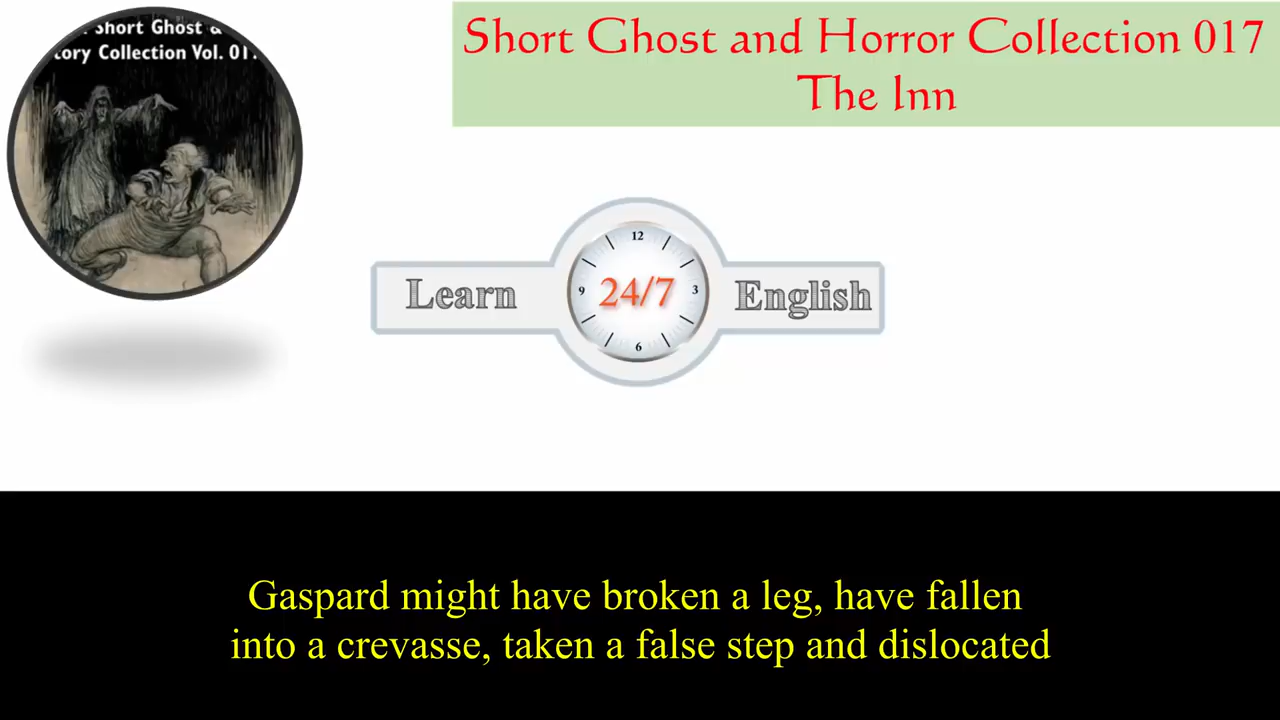 Short Ghost &
tory Collection Vol. 01
Short Ghost and Horror Collection 017
The Inn
Learn
24/7
English
12
9
3
6
Gaspard might have broken a leg, have fallen
into a crevasse, taken a false step and dislocated